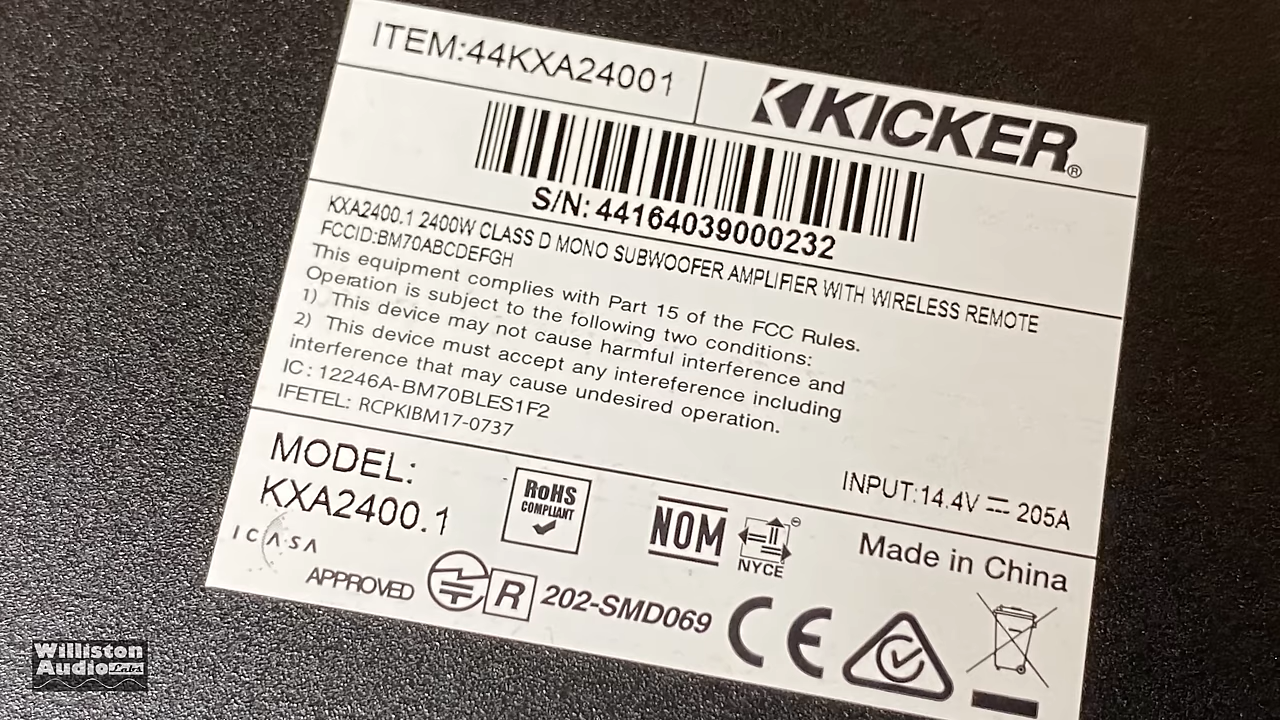 ITEM:44KXA24001
KICKER®
S/N: 44164039000232
KXA2400.1 2400W CLASS D MONO SUBWOOFER AMPLIFIER WITH WIRELESS REMOTE
FCCID:BM70ABCDEFGH
This equipment complies with Part 15 of the FCC Rules.
Operation is subject to the following two conditions:
1) This device may not cause harmful interference and
2) This device must accept any intereference including
interference that may cause undesired operation.
IC: 12246A-BM70BLES1F2
IFETEL: RCPKIBM17-0737
INPUT:14.4V ⎓ 205A
MODEL:
KXA2400.1
RoHS
COMPLIANT
NOM
NYCE
Made in China
ICASA
APPROVED
R 202-SMD069
CE
Williston
AudioLabs